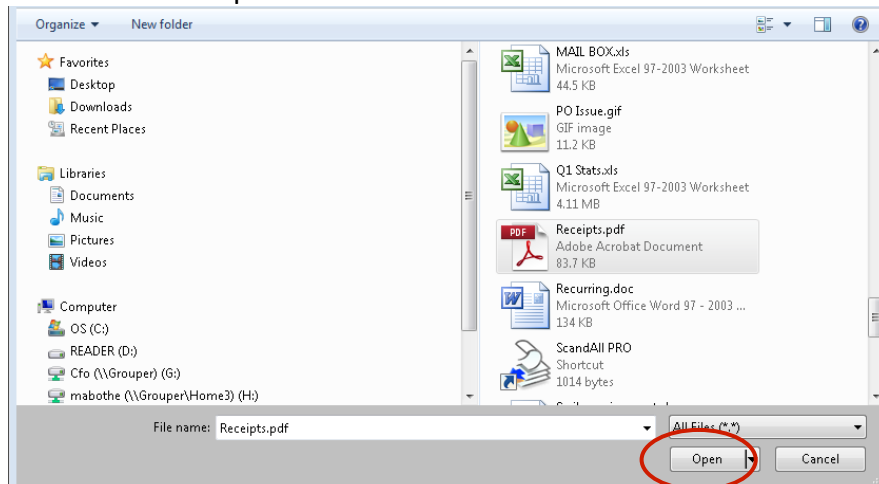 Organize
New folder
Favorites
Desktop
Downloads
Recent Places
Libraries
Documents
Music
Pictures
Videos
Computer
OS (C:)
READER (D:)
Cfo (\\Grouper) (G:)
mabothe (\\Grouper\Home3) (H:)
MAIL BOX.xls
Microsoft Excel 97-2003 Worksheet
44.5 KB
PO Issue.gif
GIF image
11.2 KB
Q1 Stats.xls
Microsoft Excel 97-2003 Worksheet
4.11 MB
PDF
Receipts.pdf
Adobe Acrobat Document
83.7 KB
Recurring.doc
Microsoft Office Word 97 - 2003 ...
134 KB
ScandAll PRO
Shortcut
1014 bytes
File name: Receipts.pdf
All Files (*.*)
Open
Cancel